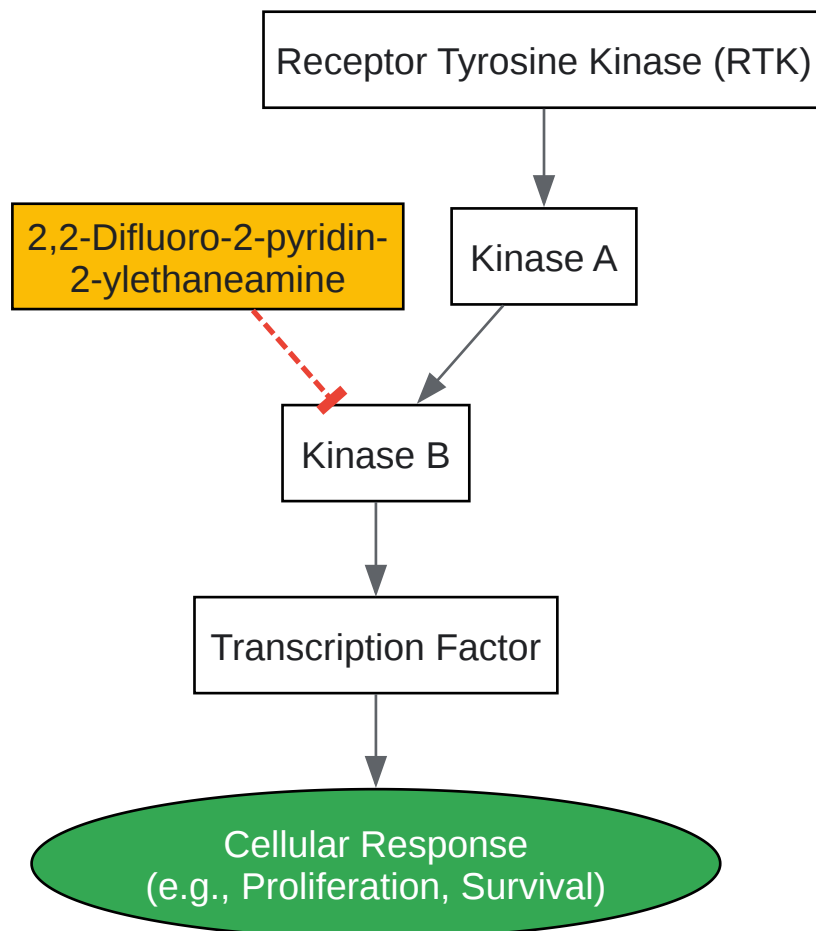 Receptor Tyrosine Kinase (RTK)
2,2-Difluoro-2-pyridin-
2-ylethaneamine
Kinase A
Kinase B
Transcription Factor
Cellular Response
(e.g., Proliferation, Survival)